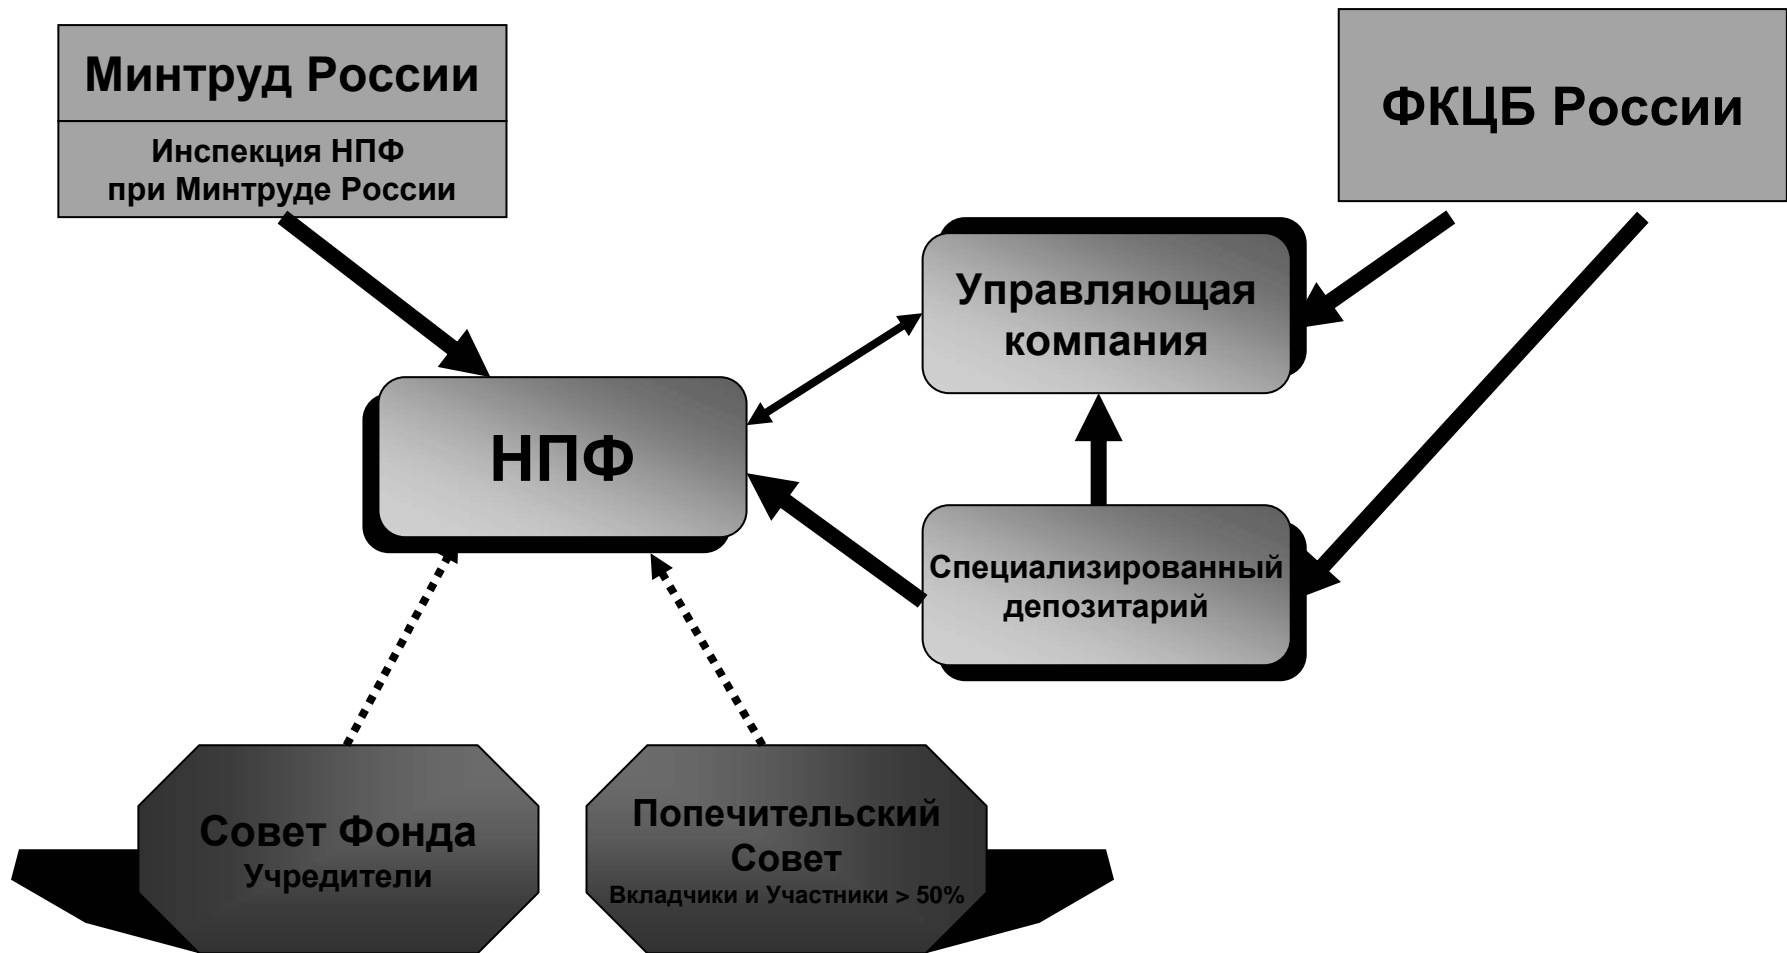 Минтруд России
Инспекция НПФ
при Минтруде России
ФКЦБ России
Управляющая
компания
НПФ
Специализированный
депозитарий
Совет Фонда
Учредители
Попечительский
Совет
Вкладчики и Участники > 50%